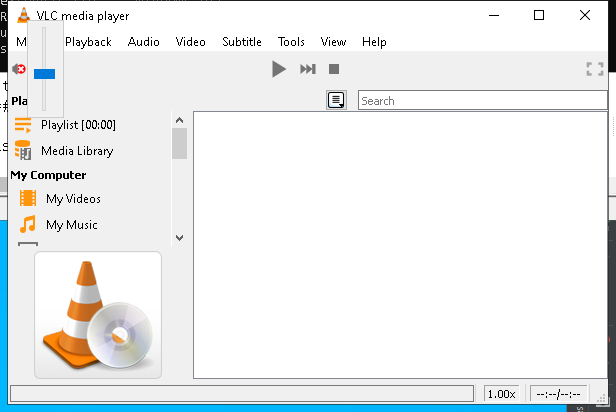 VLC media player
M Playback Audio Video Subtitle Tools View Help
Search
Pla
Playlist [00:00]
Media Library
My Computer
My Videos
My Music
1.00x
--:--/--:--